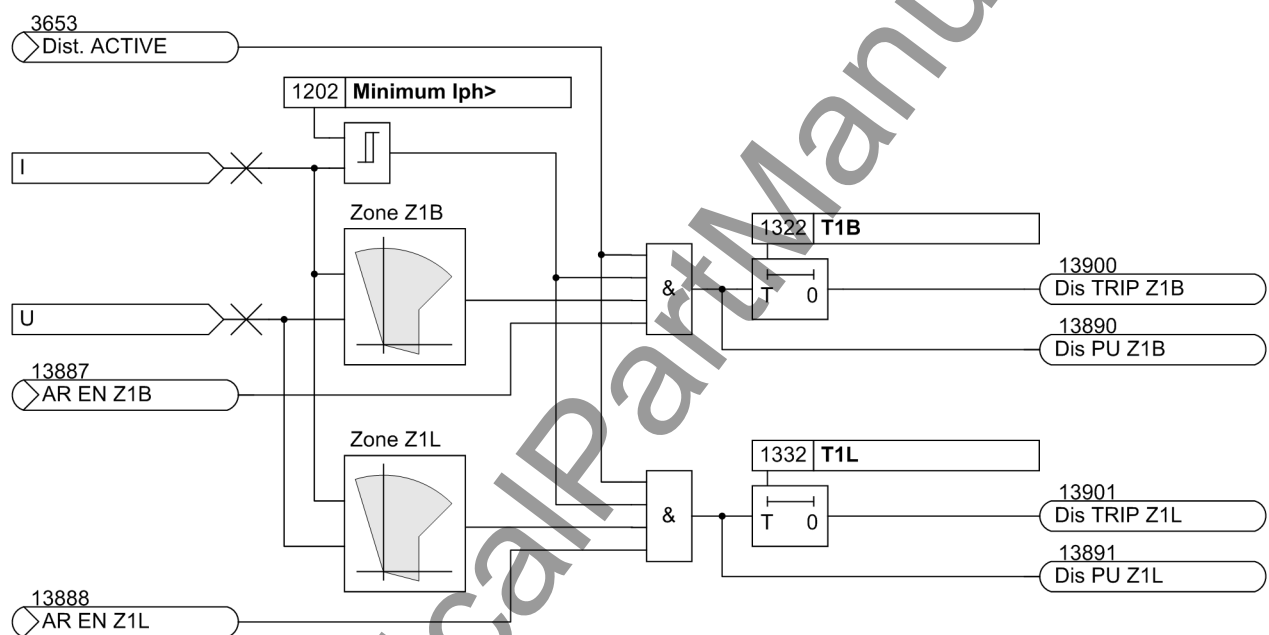 3653
Dist. ACTIVE
1202 Minimum Iph>
I
Zone Z1B
1322 T1B
&
T 0
13900
Dis TRIP Z1B
U
13890
Dis PU Z1B
13887
AR EN Z1B
Zone Z1L
1332 T1L
&
T 0
13901
Dis TRIP Z1L
13891
Dis PU Z1L
13888
AR EN Z1L
calPartManu